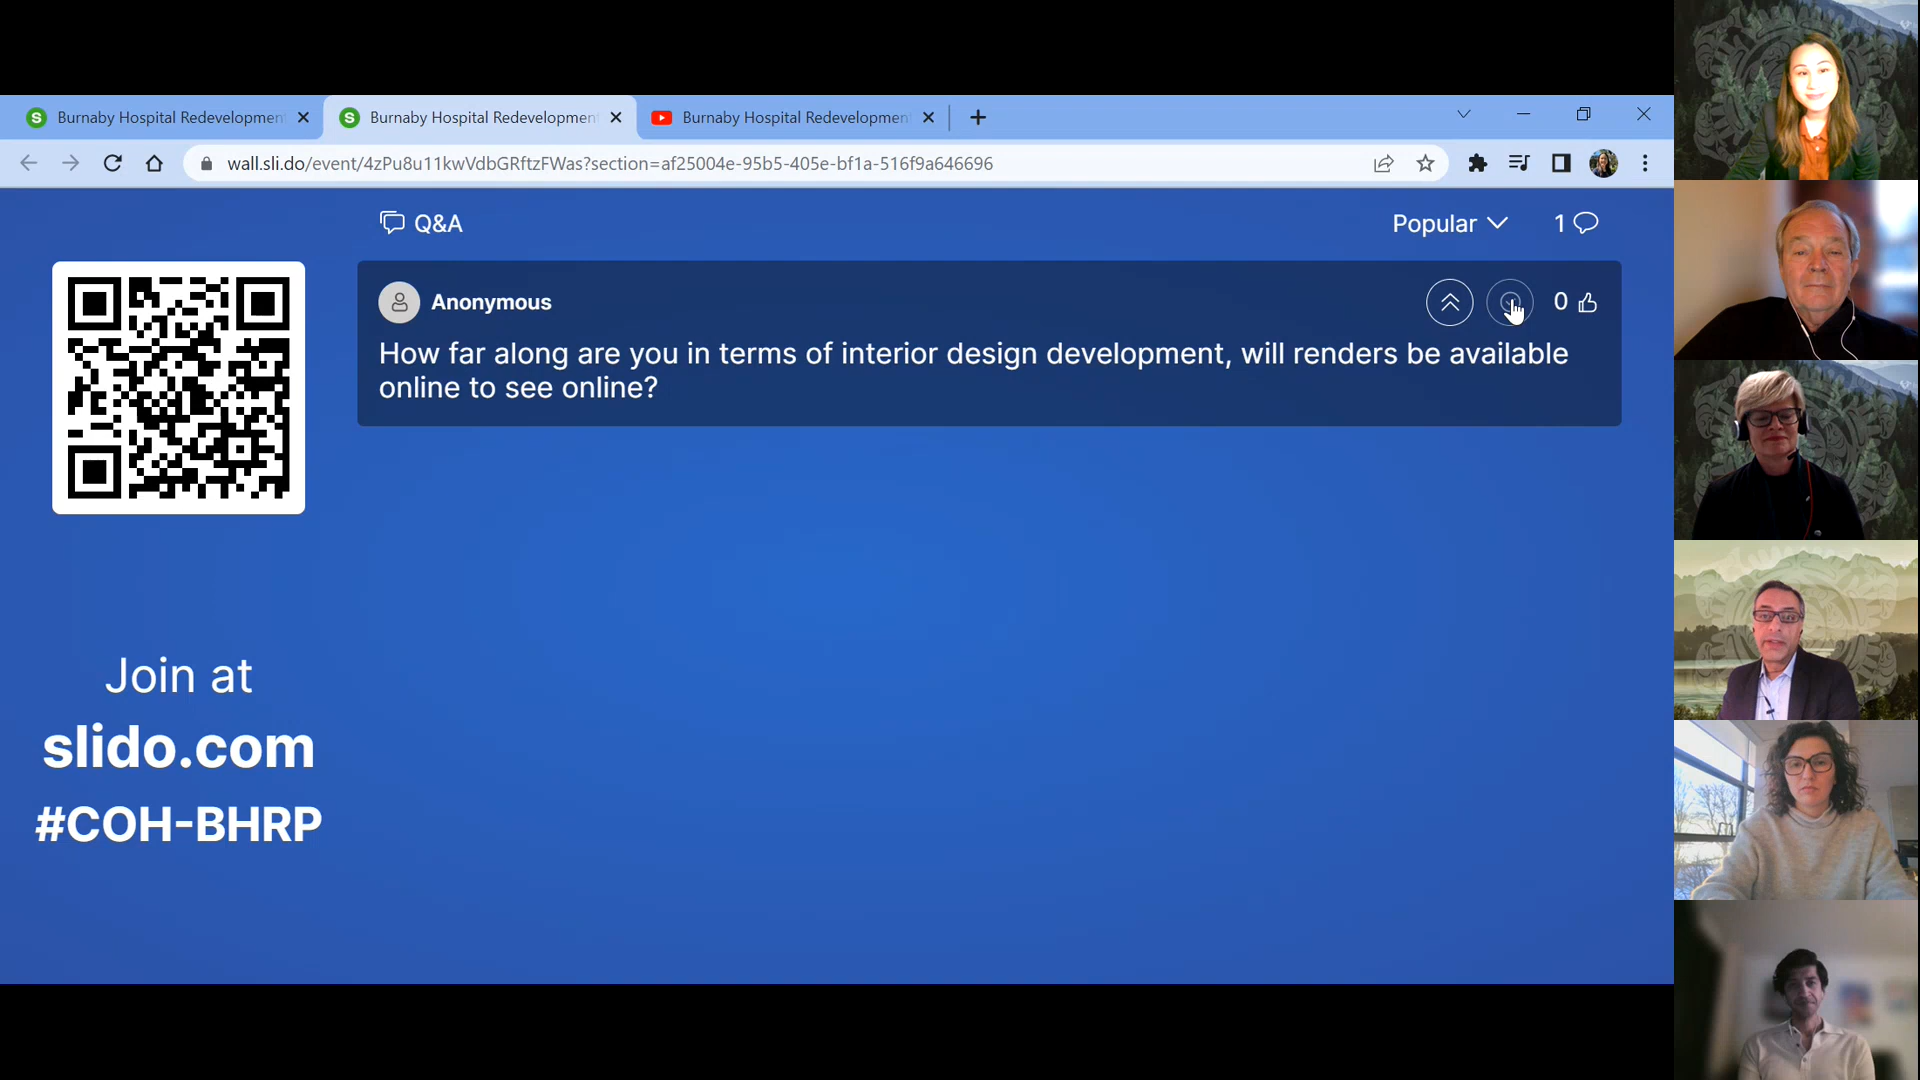 Burnaby Hospital Redevelopmen
Burnaby Hospital Redevelopmen
Burnaby Hospital Redevelopmen
wall.sli.do/event/4zPu8u11kwVdbGRftzFWas?section=af25004e-95b5-405e-bf1a-516f9a646696
Q&A
Popular
1
Anonymous
0
How far along are you in terms of interior design development, will renders be available
online to see online?
Join at
slido.com
#COH-BHRP